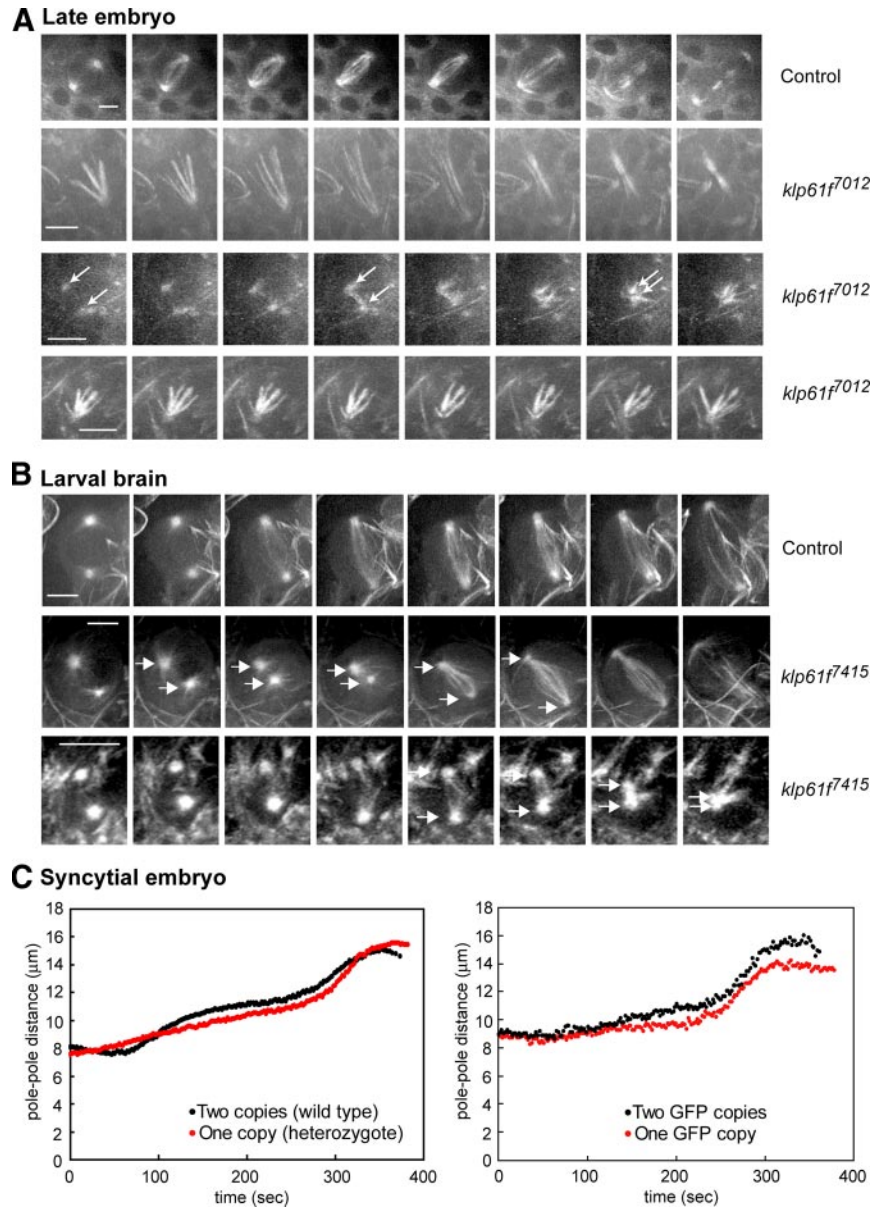 A Late embryo
Control
klp61f7012
klp61f7012
klp61f7012
B Larval brain
Control
klp61f7415
klp61f7415
C Syncytial embryo
18
16
14
12
10
8
6
4
2
0
pole-pole distance (μm)
Two copies (wild type)
One copy (heterozygote)
0 100 200 300 400
time (sec)
18
16
14
12
10
8
6
4
2
0
pole-pole distance (μm)
Two GFP copies
One GFP copy
0 100 200 300 400
time (sec)